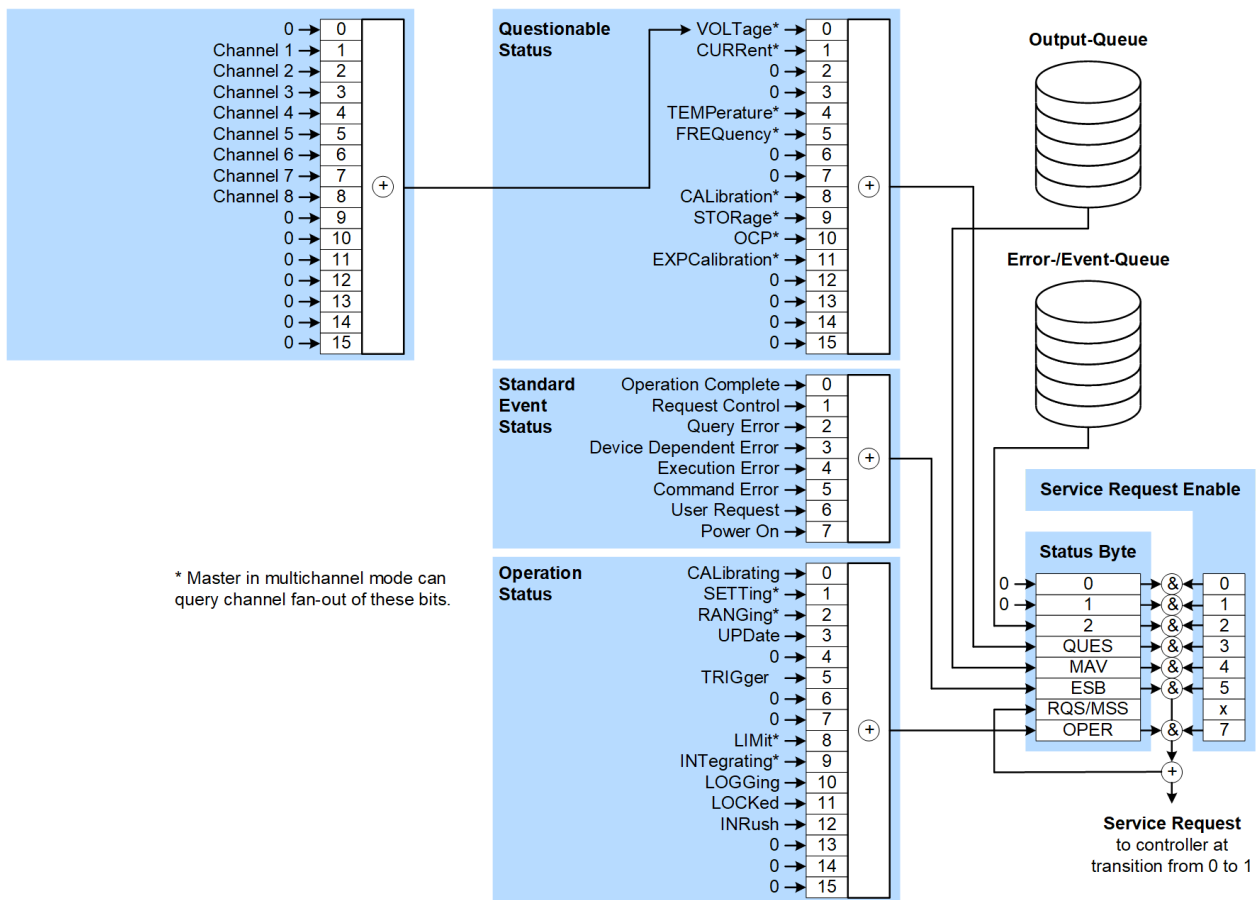 0 0
Channel 1 1
Channel 2 2
Channel 3 3
Channel 4 4
Channel 5 5
Channel 6 6
Channel 7 7
Channel 8 8
0 9
0 10
0 11
0 12
0 13
0 14
0 15
+
Questionable
Status
VOLTage* 0
CURRent* 1
0 2
0 3
TEMPerature* 4
FREQuency* 5
0 6
0 7
CALibration* 8
STORage* 9
OCP* 10
EXPCalibration* 11
0 12
0 13
0 14
0 15
+
Standard
Event
Status
Operation Complete 0
Request Control 1
Query Error 2
Device Dependent Error 3
Execution Error 4
Command Error 5
User Request 6
Power On 7
+
* Master in multichannel mode can
query channel fan-out of these bits.
Operation
Status
CALibrating 0
SETTing* 1
RANGing* 2
UPDate 3
0 4
TRIGger 5
0 6
0 7
LIMit* 8
INTegrating* 9
LOGGing 10
LOCKed 11
INRush 12
0 13
0 14
0 15
+
Output-Queue
Error-/Event-Queue
Service Request Enable
Status Byte
0 0 & 0
0 1 & 1
2 & 2
QUES & 3
MAV & 4
ESB & 5
RQS/MSS x
OPER & 7
+
Service Request
to controller at
transition from 0 to 1